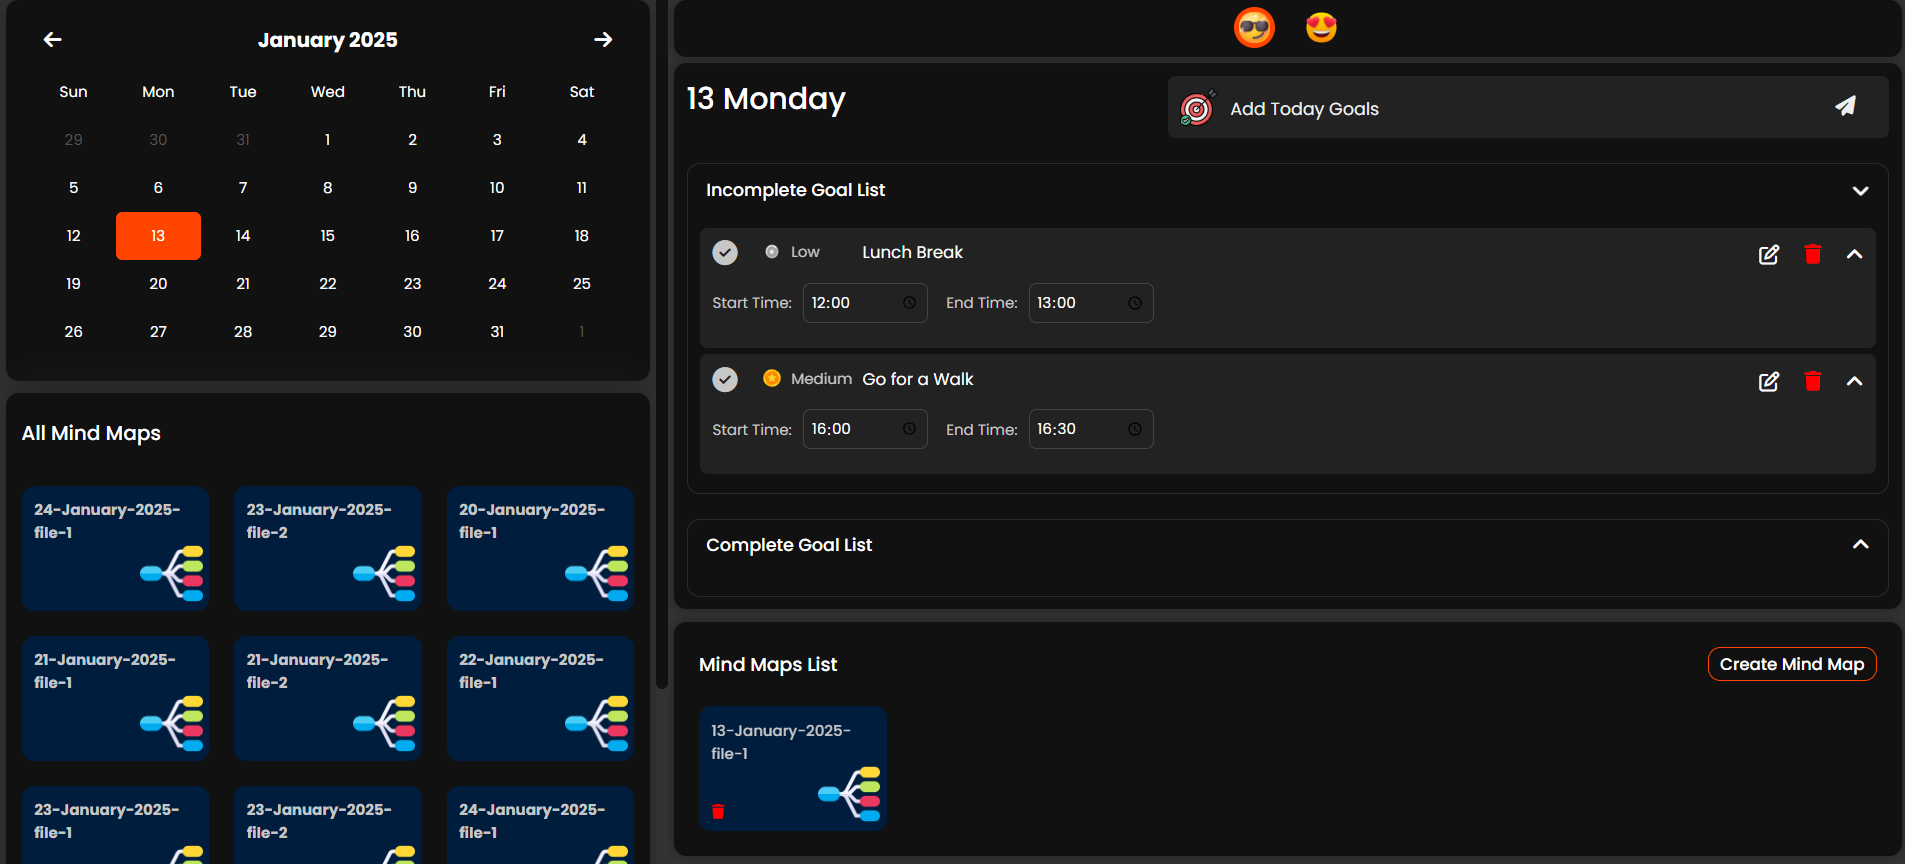 January 2025
Sun Mon Tue Wed Thu Fri Sat
29 30 31 1 2 3 4
5 6 7 8 9 10 11
12 13 14 15 16 17 18
19 20 21 22 23 24 25
26 27 28 29 30 31 1
All Mind Maps
24-January-2025-
file-1
23-January-2025-
file-2
20-January-2025-
file-1
21-January-2025-
file-1
21-January-2025-
file-2
22-January-2025-
file-1
23-January-2025-
file-1
23-January-2025-
file-2
24-January-2025-
file-1
13 Monday
Add Today Goals
Incomplete Goal List
Low Lunch Break
Start Time: 12:00 End Time: 13:00
Medium Go for a Walk
Start Time: 16:00 End Time: 16:30
Complete Goal List
Mind Maps List
Create Mind Map
13-January-2025-
file-1